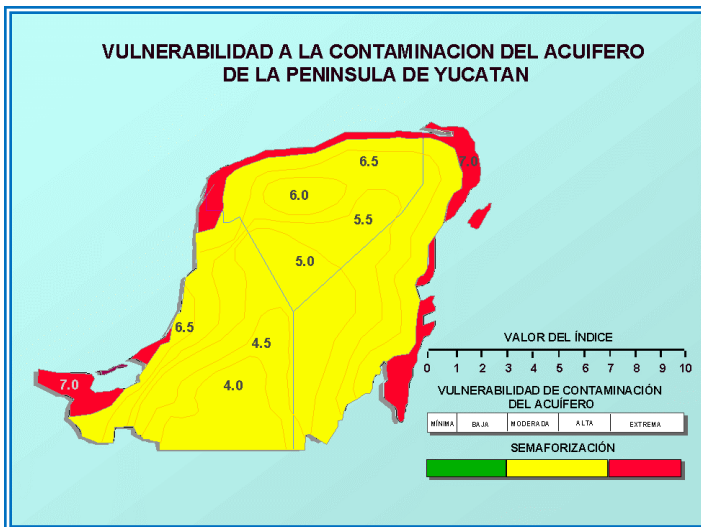 VULNERABILIDAD A LA CONTAMINACION DEL ACUIFERO
DE LA PENINSULA DE YUCATAN
6.5
7.0
6.0
5.5
5.0
6.5
4.5
7.0
4.0
VALOR DEL ÍNDICE
0 1 2 3 4 5 6 7 8 9 10
VULNERABILIDAD DE CONTAMINACIÓN
DEL ACUÍFERO
MÍNIMA BAJA MODERADA ALTA EXTREMA
SEMAFORIZACIÓN